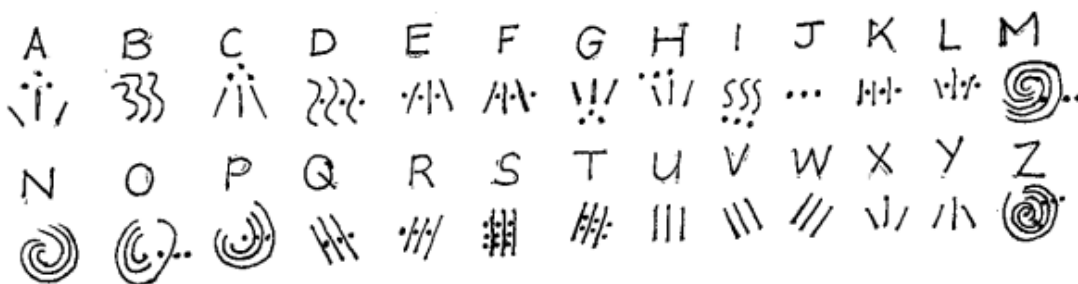 A B C D E F G H I J K L M
N O P Q R S T U V W X Y Z